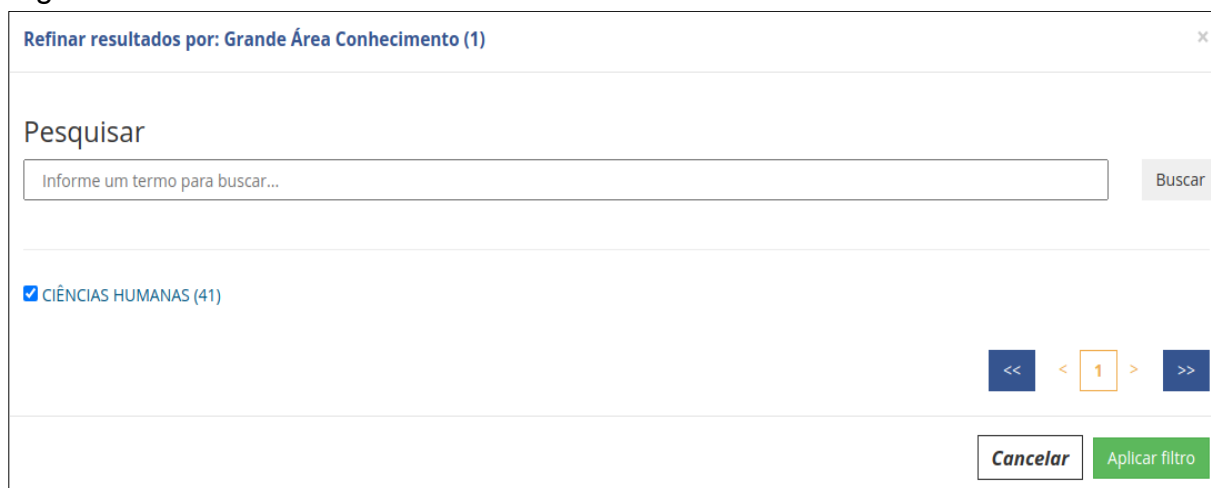 Refinar resultados por: Grande Área Conhecimento (1) ×
Pesquisar
Informe um termo para buscar... Buscar
CIÊNCIAS HUMANAS (41)
<< < 1 > >>
Cancelar Aplicar filtro